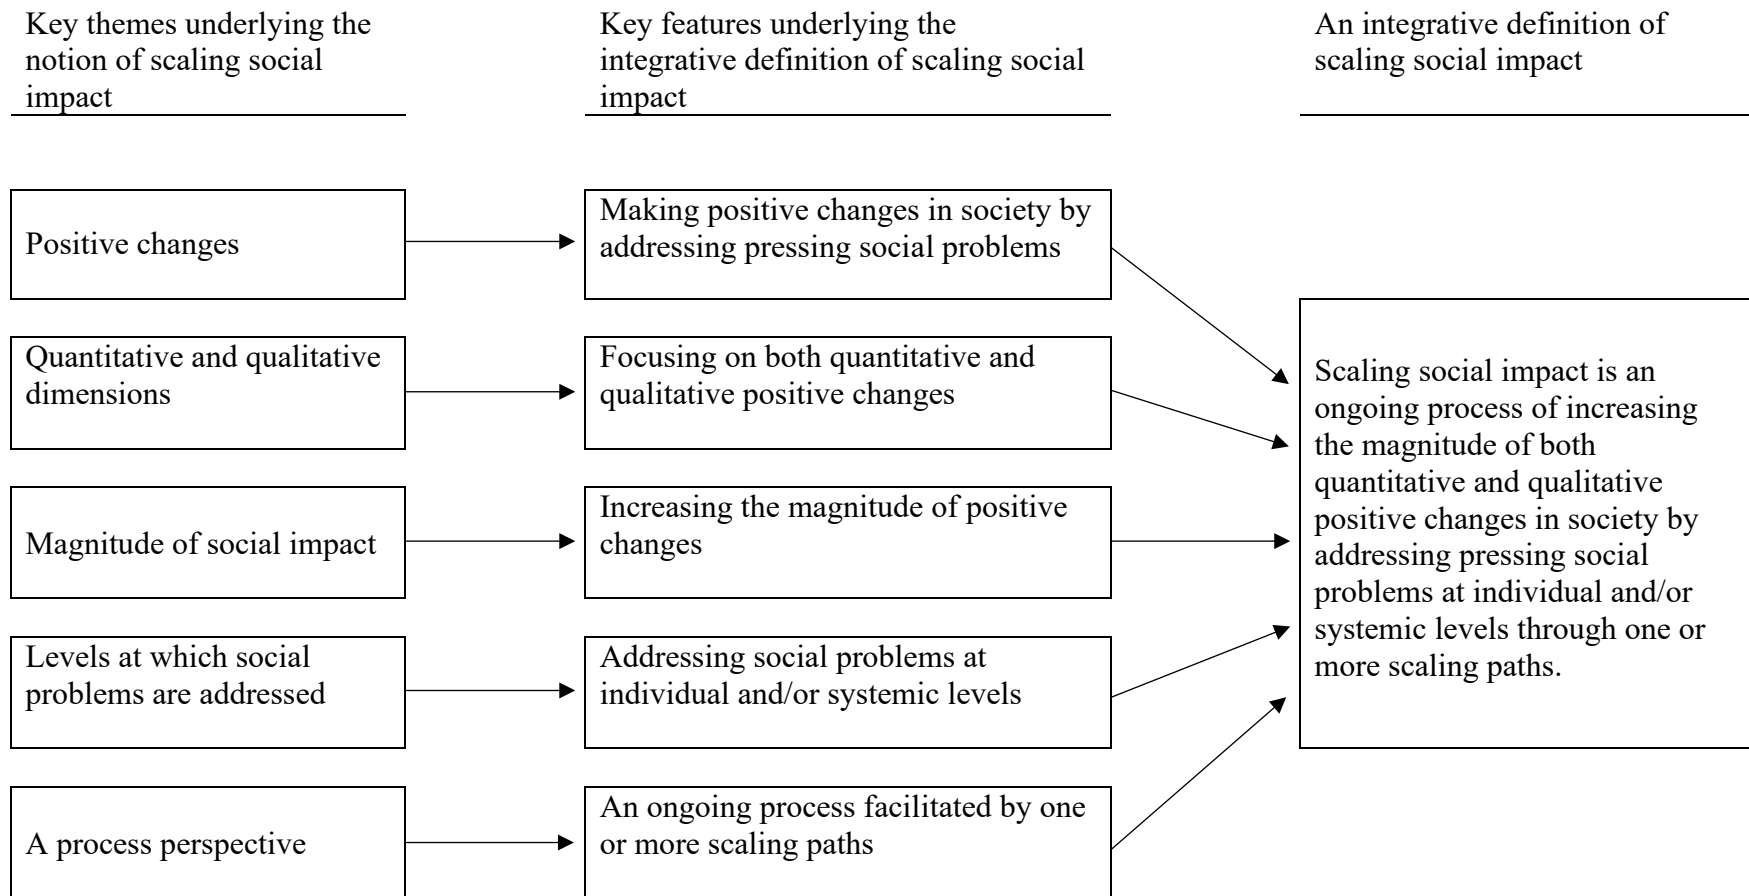 Key themes underlying the
notion of scaling social
impact
Key features underlying the
integrative definition of scaling social
impact
An integrative definition of
scaling social impact
Positive changes
Making positive changes in society by
addressing pressing social problems
Quantitative and qualitative
dimensions
Focusing on both quantitative and
qualitative positive changes
Magnitude of social impact
Increasing the magnitude of positive
changes
Levels at which social
problems are addressed
Addressing social problems at
individual and/or systemic levels
A process perspective
An ongoing process facilitated by one
or more scaling paths
Scaling social impact is an
ongoing process of increasing
the magnitude of both
quantitative and qualitative
positive changes in society by
addressing pressing social
problems at individual and/or
systemic levels through one or
more scaling paths.